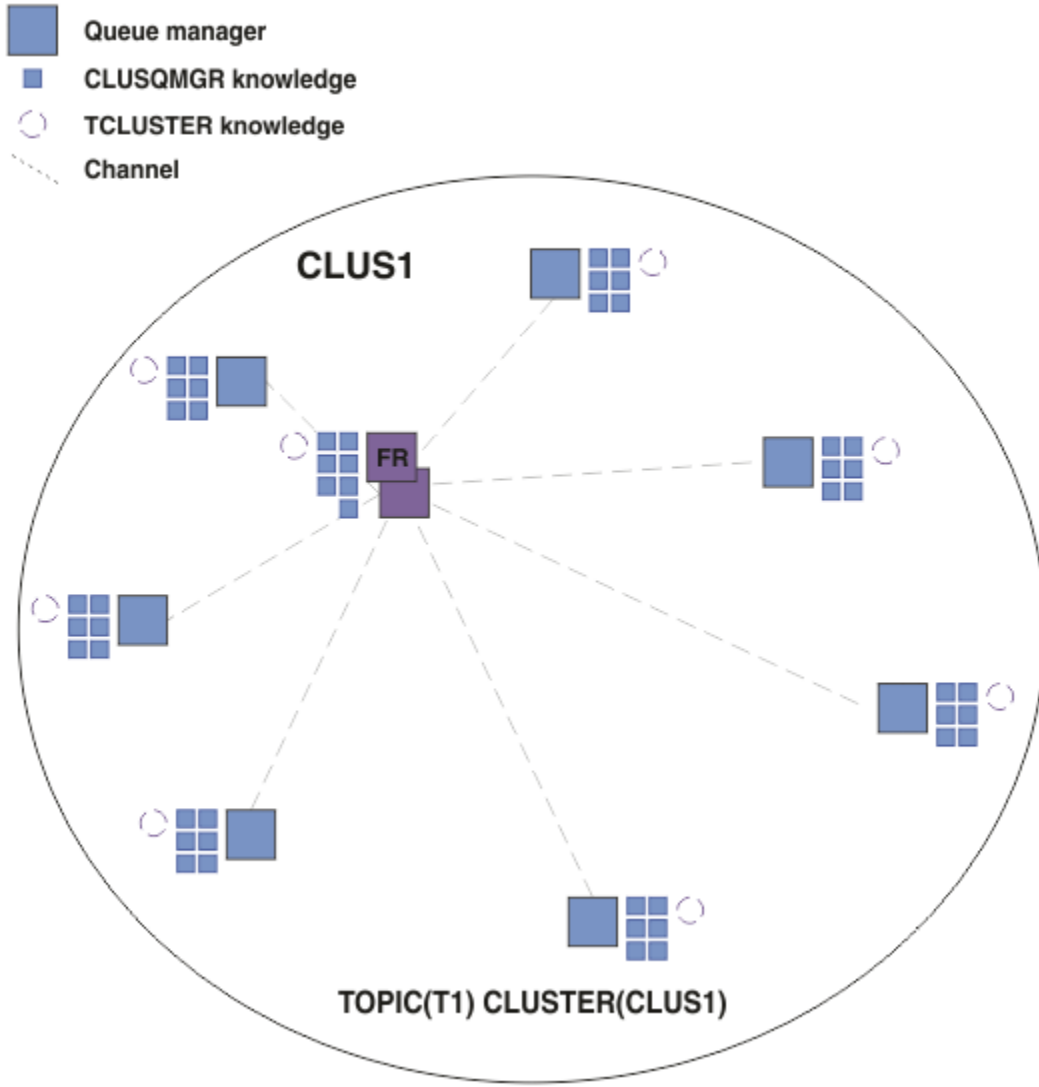 Queue manager
CLUSQMGR knowledge
TCLUSTER knowledge
Channel
CLUS1
FR
TOPIC(T1) CLUSTER(CLUS1)